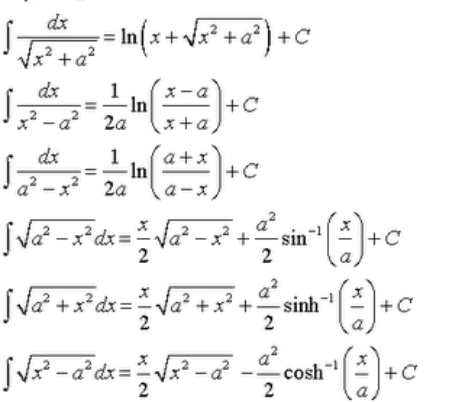 ∫ dx/√(x² + a²) = ln(x + √(x² + a²)) + C
∫ dx/(x² − a²) = 1/(2a) ln((x − a)/(x + a)) + C
∫ dx/(a² − x²) = 1/(2a) ln((a + x)/(a − x)) + C
∫ √(a² − x²) dx = x/2 √(a² − x²) + a²/2 sin⁻¹(x/a) + C
∫ √(a² + x²) dx = x/2 √(a² + x²) + a²/2 sinh⁻¹(x/a) + C
∫ √(x² − a²) dx = x/2 √(x² − a²) − a²/2 cosh⁻¹(x/a) + C